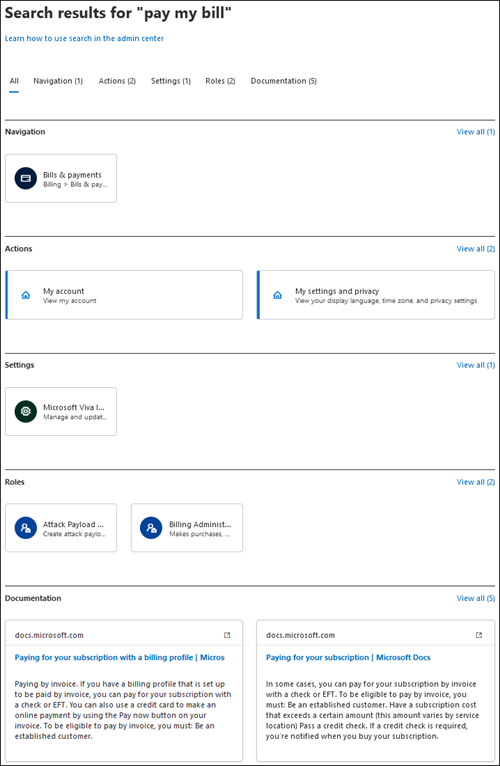 Search results for "pay my bill"
Learn how to use search in the admin center
All Navigation (1) Actions (2) Settings (1) Roles (2) Documentation (5)
Navigation View all (1)
Bills & payments
Billing > Bills & pay...
Actions View all (2)
My account
View my account
My settings and privacy
View your display language, time zone, and privacy settings
Settings View all (1)
Microsoft Viva I...
Manage and updat...
Roles View all (2)
Attack Payload ...
Create attack paylo...
Billing Administ...
Makes purchases, ...
Documentation View all (5)
docs.microsoft.com
Paying for your subscription with a billing profile | Micros
Paying by invoice. If you have a billing profile that is set up
to be paid by invoice, you can pay for your subscription with
a check or EFT. You can also use a credit card to make an
online payment by using the Pay now button on your
invoice. To be eligible to pay by invoice, you must: Be an
established customer.
docs.microsoft.com
Paying for your subscription | Microsoft Docs
In some cases, you can pay for your subscription by invoice
with a check or EFT. To be eligible to pay by invoice, you
must: Be an established customer. Have a subscription cost
that exceeds a certain amount (this amount varies by service
location) Pass a credit check. If a credit check is required,
you're notified when you buy your subscription.